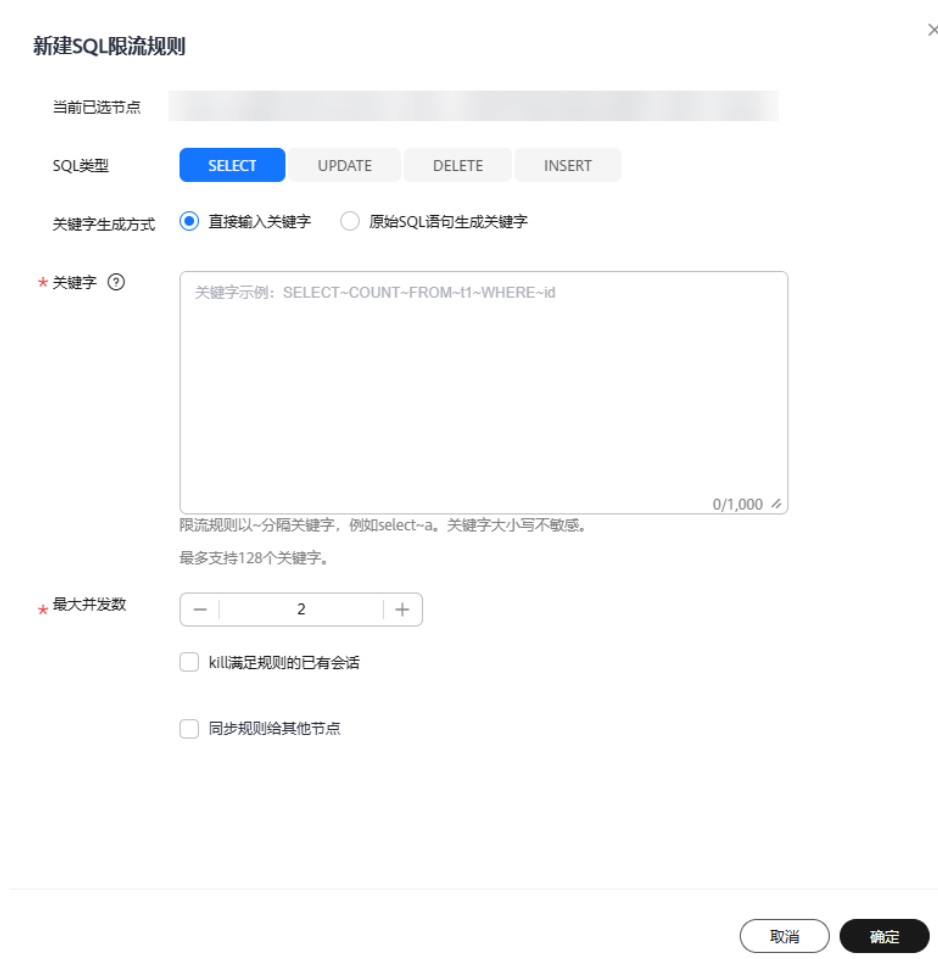 新建SQL限流规则
当前已选节点
SQL类型 SELECT UPDATE DELETE INSERT
关键字生成方式 直接输入关键字 原始SQL语句生成关键字
* 关键字 ?
关键字示例：SELECT~COUNT~FROM~t1~WHERE~id
0/1,000
限流规则以~分隔关键字，例如select~a。关键字大小写不敏感。
最多支持128个关键字。
* 最大并发数 2
kill满足规则的已有会话
同步规则给其他节点
取消 确定